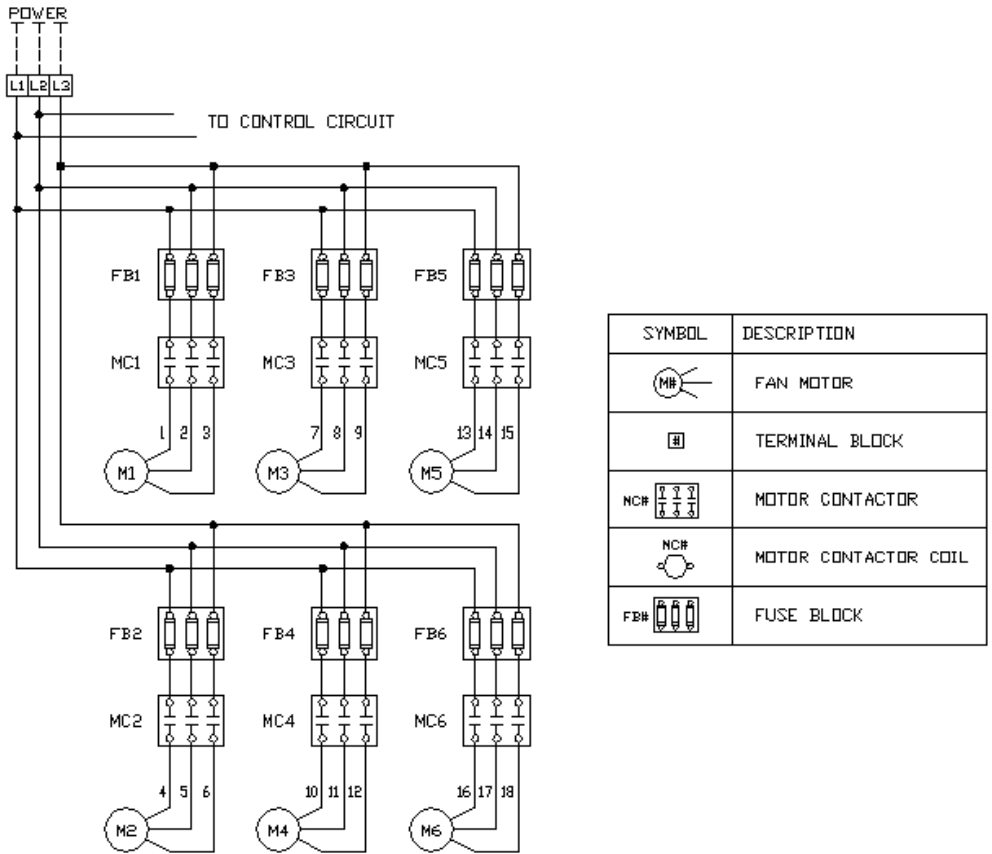 POWER
L1 L2 L3
TO CONTROL CIRCUIT
FB1 FB3 FB5
MC1 MC3 MC5
1 2 3 7 8 9 13 14 15
M1 M3 M5
FB2 FB4 FB6
MC2 MC4 MC6
4 5 6 10 11 12 16 17 18
M2 M4 M6
SYMBOL DESCRIPTION
M# FAN MOTOR
# TERMINAL BLOCK
NC# MOTOR CONTACTOR
NC# MOTOR CONTACTOR COIL
FB# FUSE BLOCK